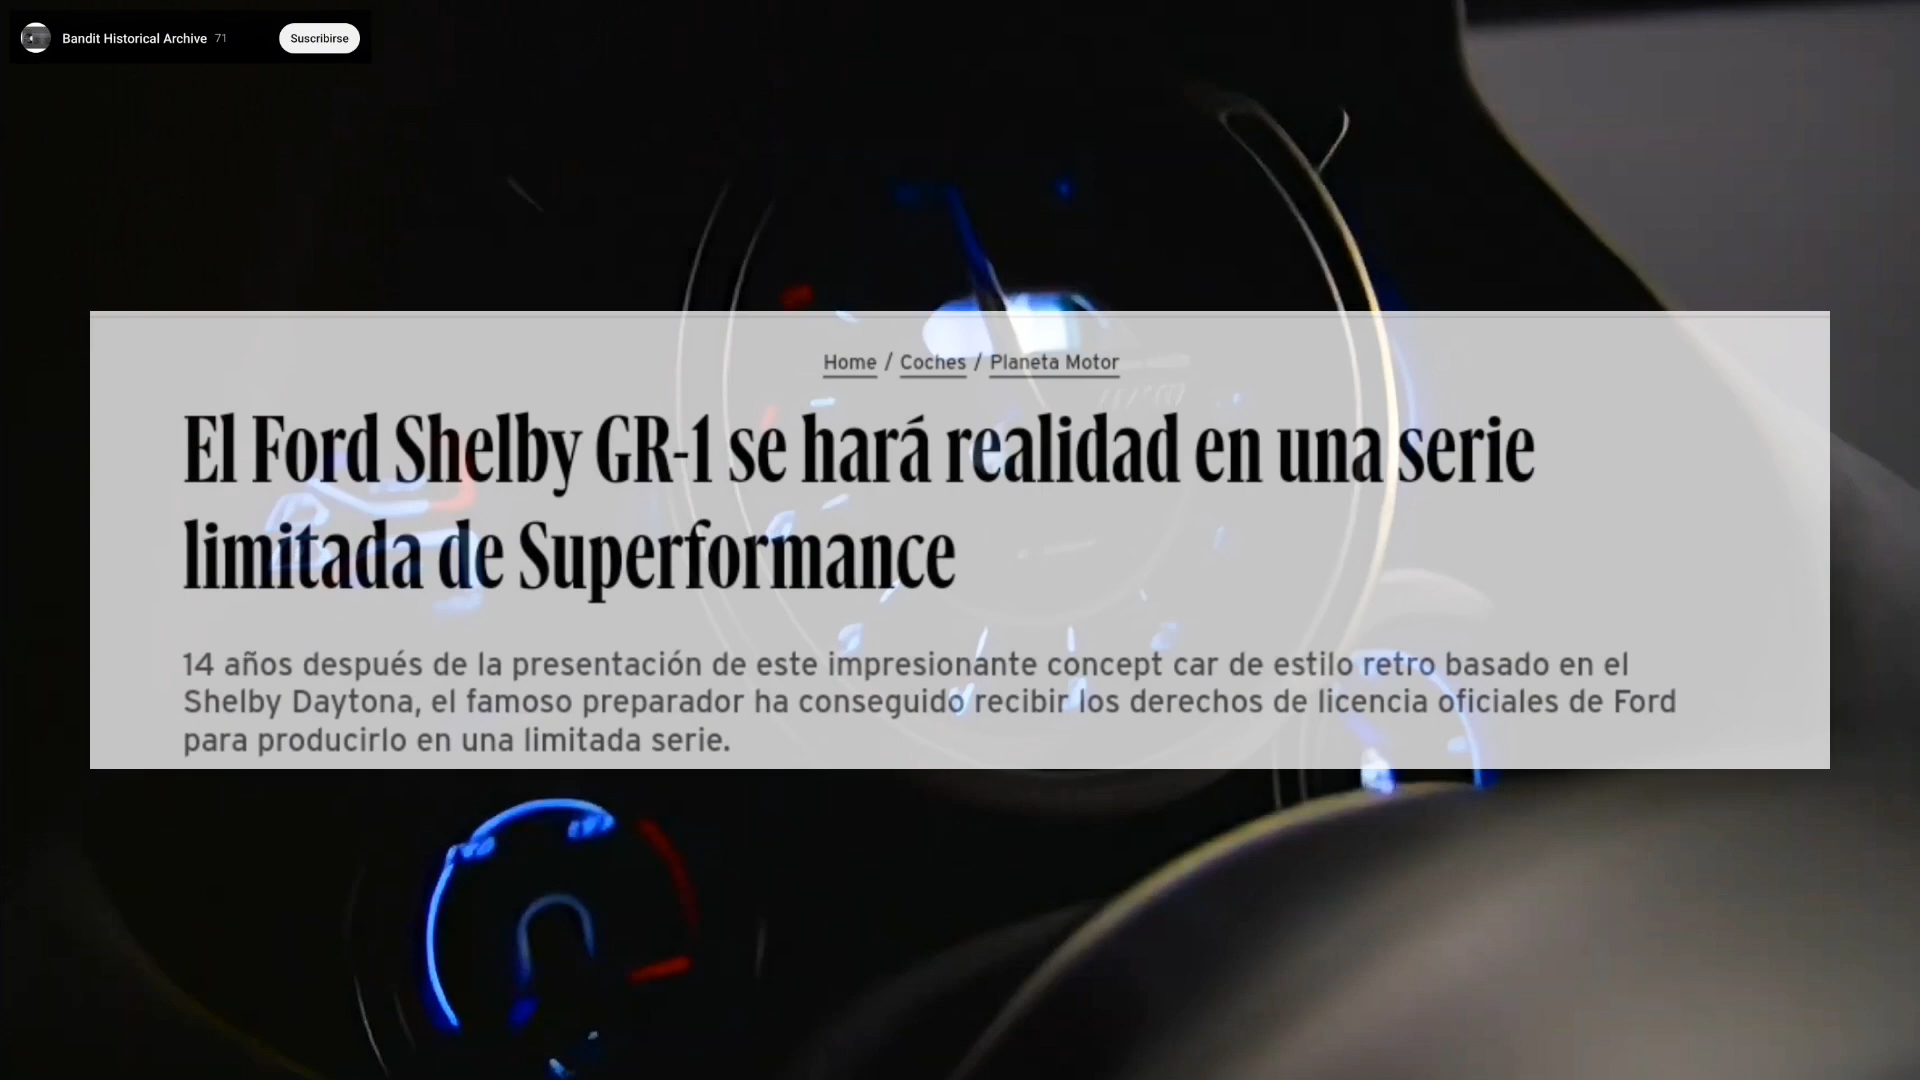 Bandit Historical Archive 71
Suscribirse
Home / Coches / Planeta Motor
El Ford Shelby GR-1 se hará realidad en una serie
limitada de Superformance
14 años después de la presentación de este impresionante concept car de estilo retro basado en el
Shelby Daytona, el famoso preparador ha conseguido recibir los derechos de licencia oficiales de Ford
para producirlo en una limitada serie.